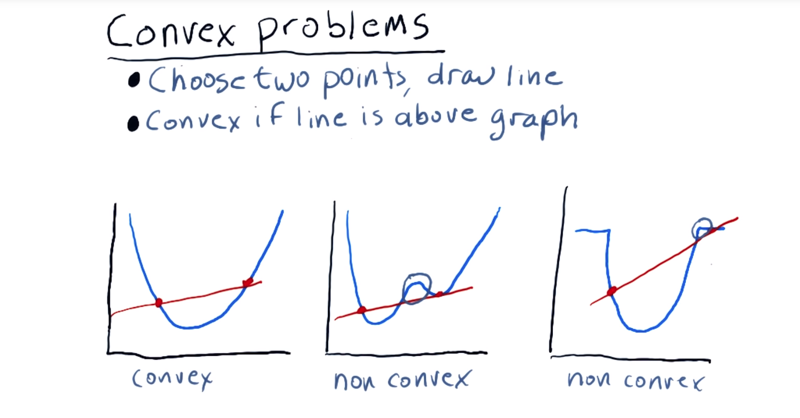 Convex problems
• Choose two points, draw line
• Convex if line is above graph
convex
non convex
non convex